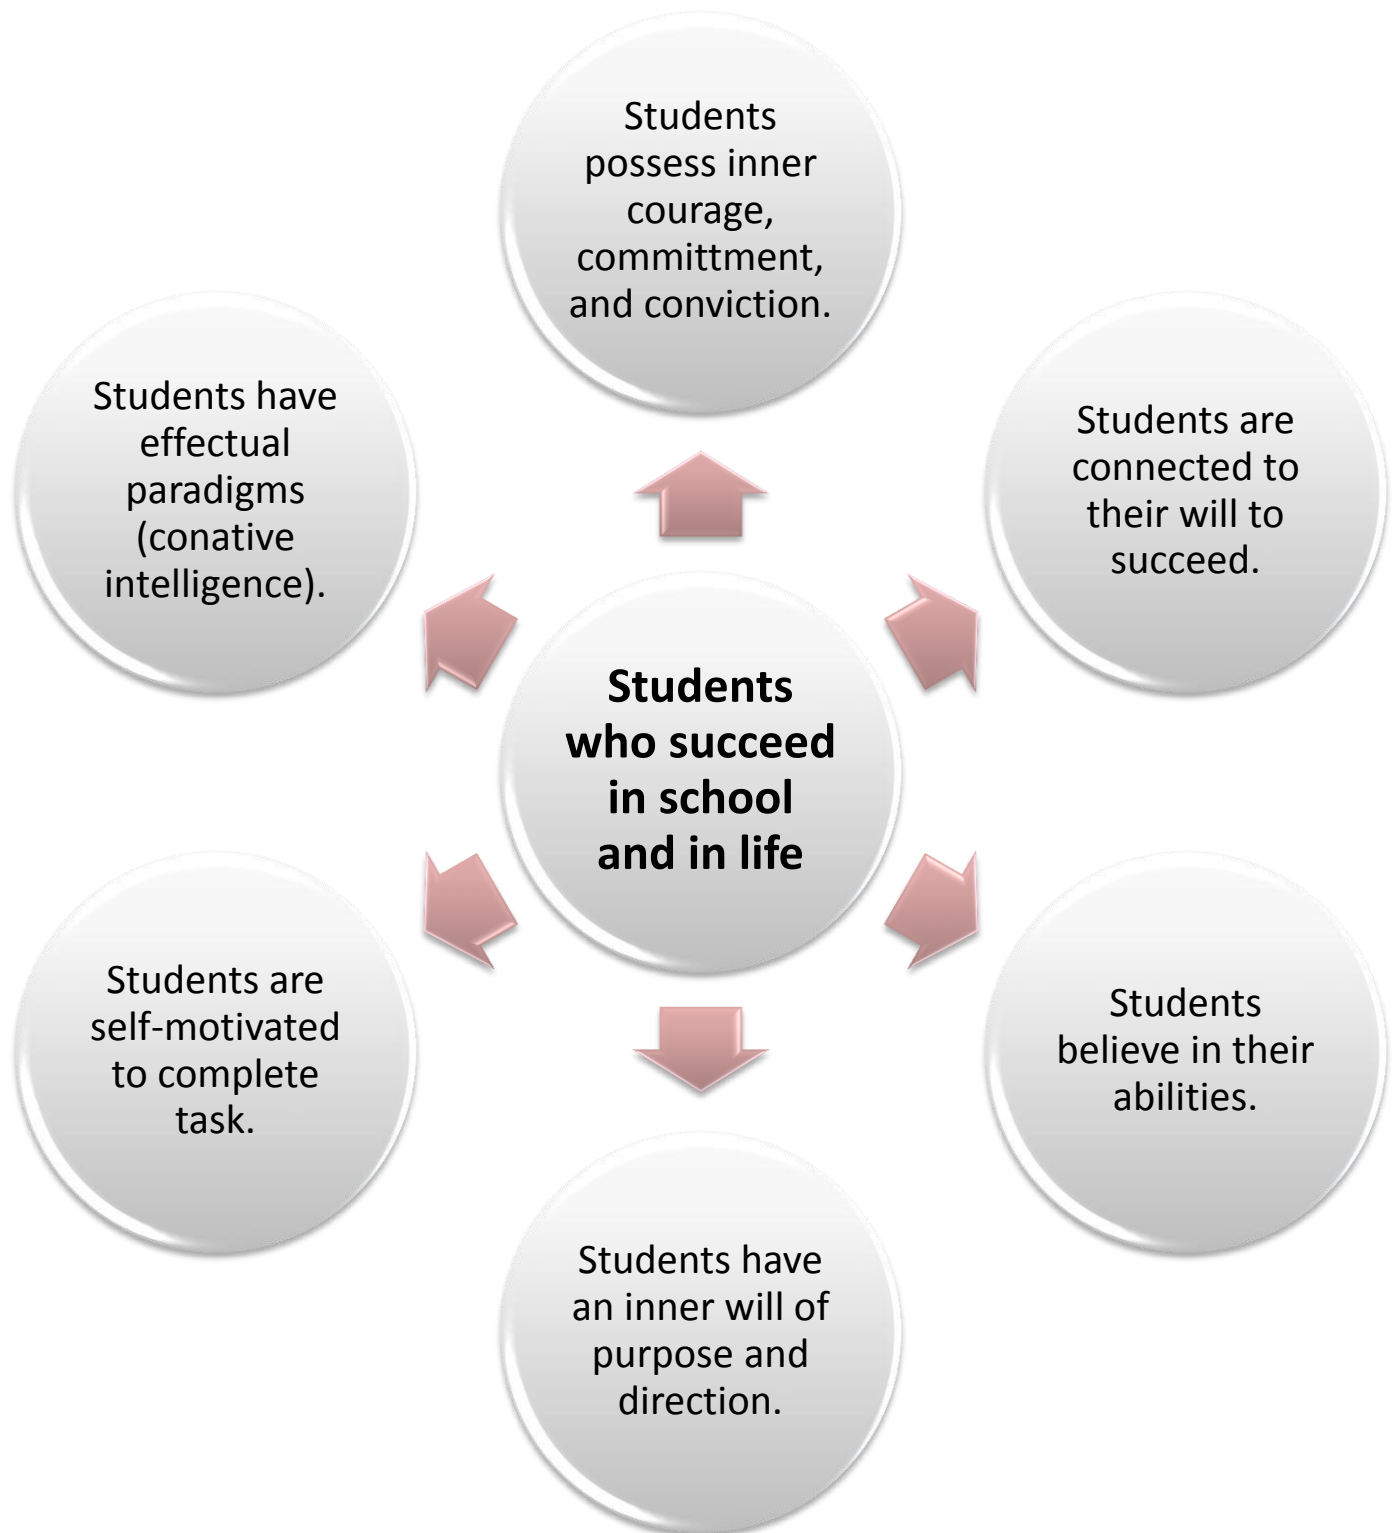 Students
possess inner
courage,
committment,
and conviction.
Students are
connected to
their will to
succeed.
Students
believe in their
abilities.
Students have
an inner will of
purpose and
direction.
Students are
self-motivated
to complete
task.
Students have
effectual
paradigms
(conative
intelligence).
Students
who succeed
in school
and in life